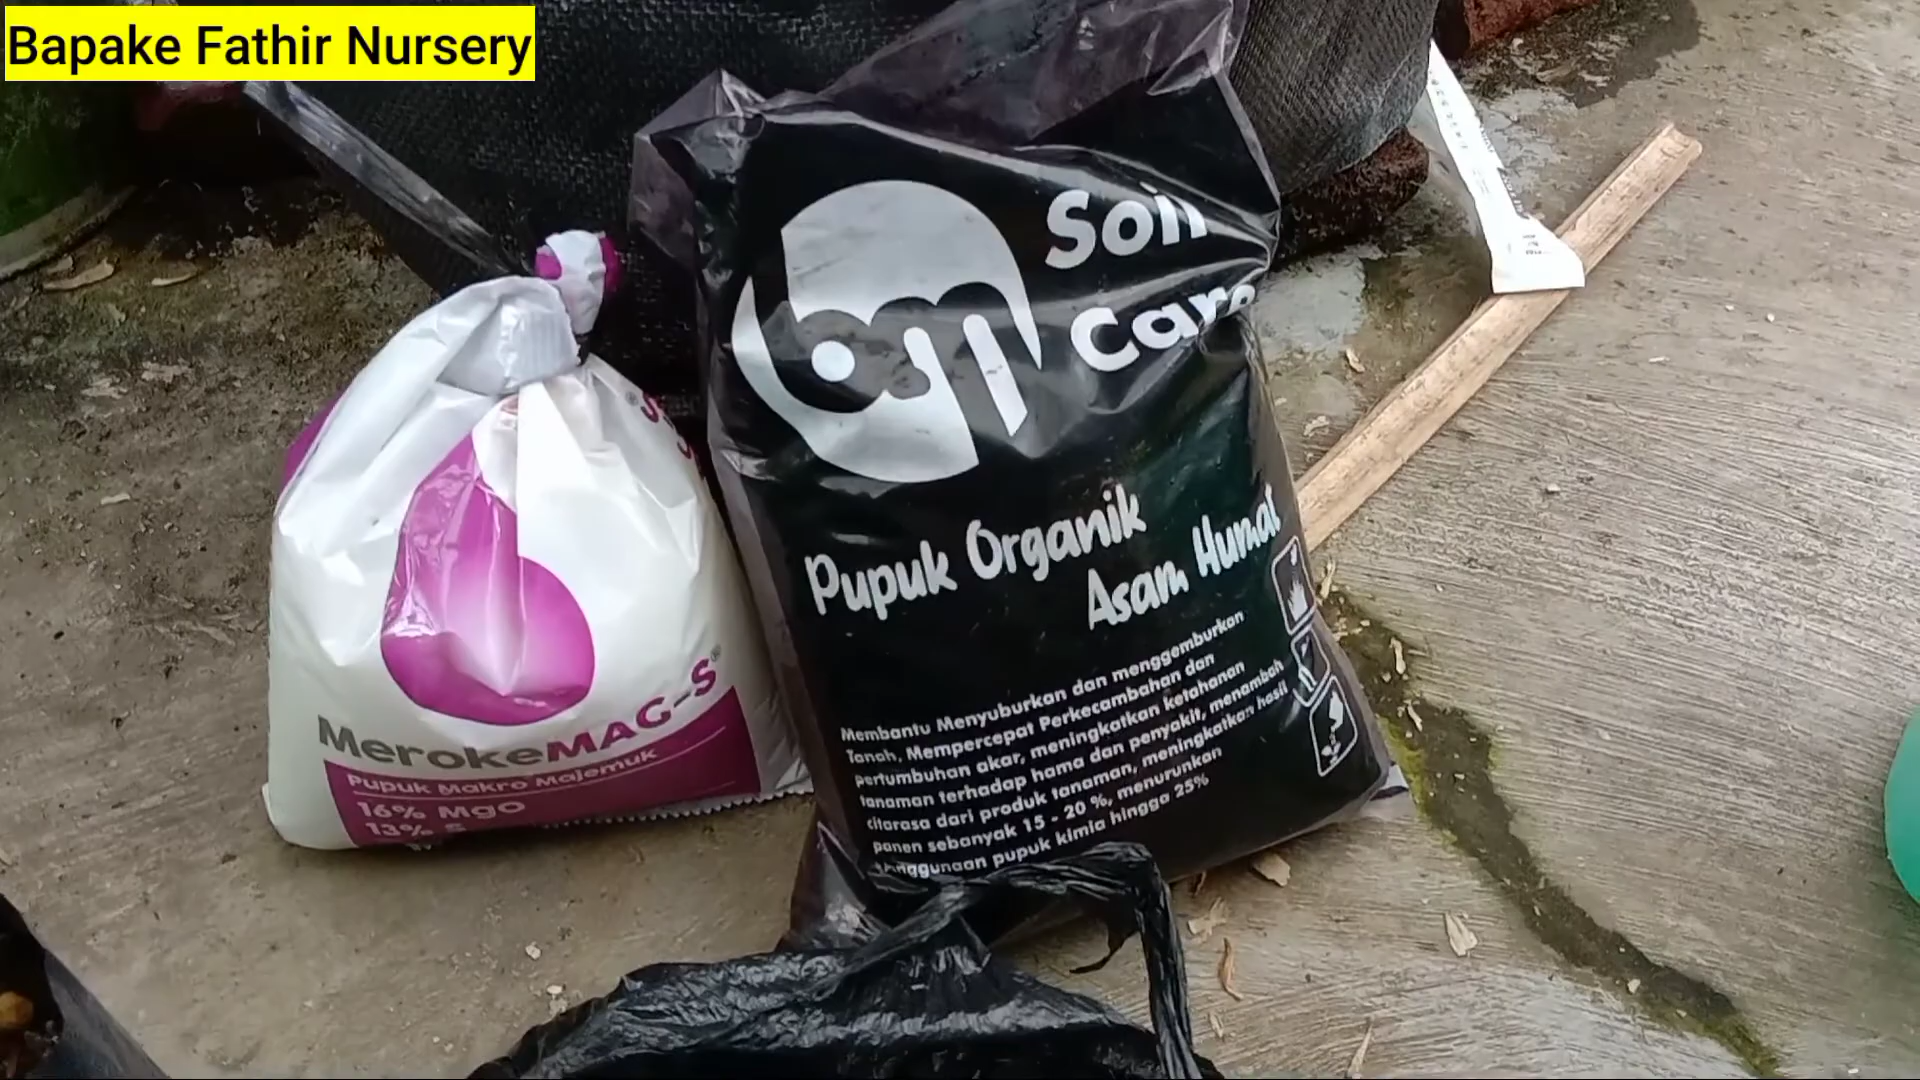 Bapake Fathir Nursery
Soil
Care
Pupuk Organik
Asam Humat
Membantu Menyuburkan dan menggemburkan
Tanah, Mempercepat Perkecambahan dan
pertumbuhan akar, meningkatkan ketahanan
tanaman terhadap hama dan penyakit, menambah
citarasa dari produk tanaman, meningkatkan hasil
panen sebanyak 15 - 20 %, menurunkan
penggunaan pupuk kimia hingga 25%
MerokeMAG-S®
Pupuk Makro Majemuk
16% MgO
13% S